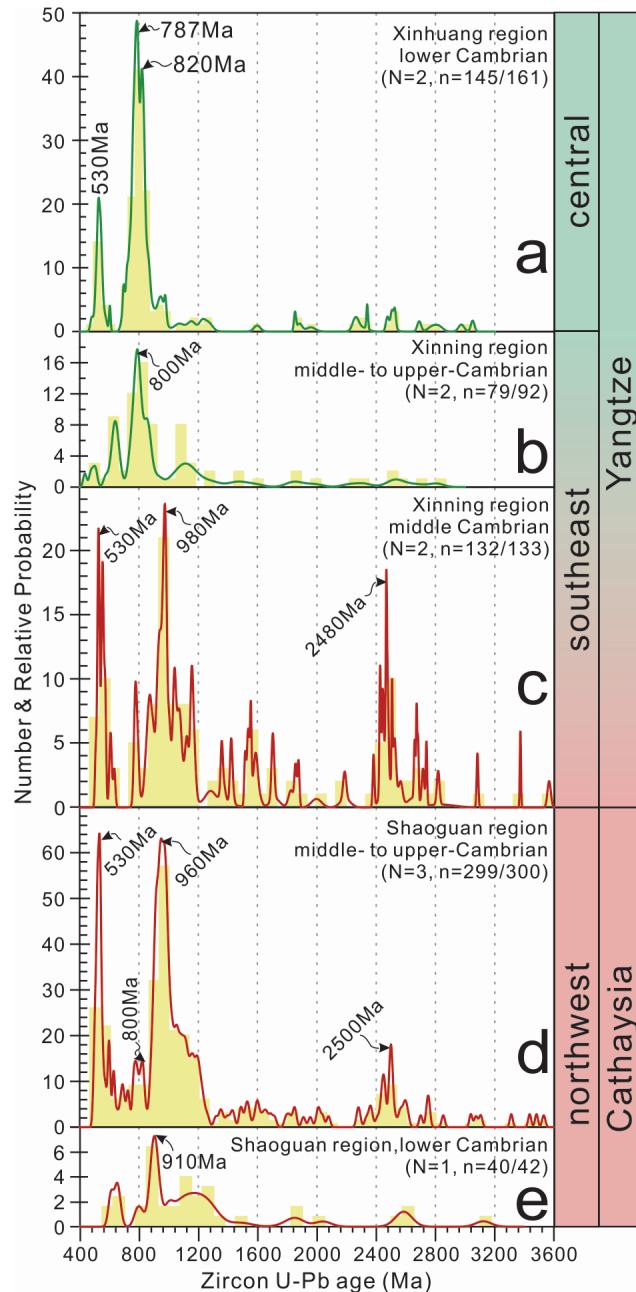 Number & Relative Probability
50
40
30
20
10
0
787Ma
820Ma
530Ma
Xinhuang region
lower Cambrian
(N=2, n=145/161)
a
central
16
12
8
4
0
800Ma
Xinning region
middle- to upper-Cambrian
(N=2, n=79/92)
b
20
15
10
5
0
530Ma
980Ma
2480Ma
Xinning region
middle Cambrian
(N=2, n=132/133)
c
southeast
Yangtze
60
50
40
30
20
10
0
530Ma
960Ma
800Ma
2500Ma
Shaoguan region
middle- to upper-Cambrian
(N=3, n=299/300)
d
6
4
2
0
910Ma
Shaoguan region,lower Cambrian
(N=1, n=40/42)
e
northwest
Cathaysia
400 800 1200 1600 2000 2400 2800 3200 3600
Zircon U-Pb age (Ma)